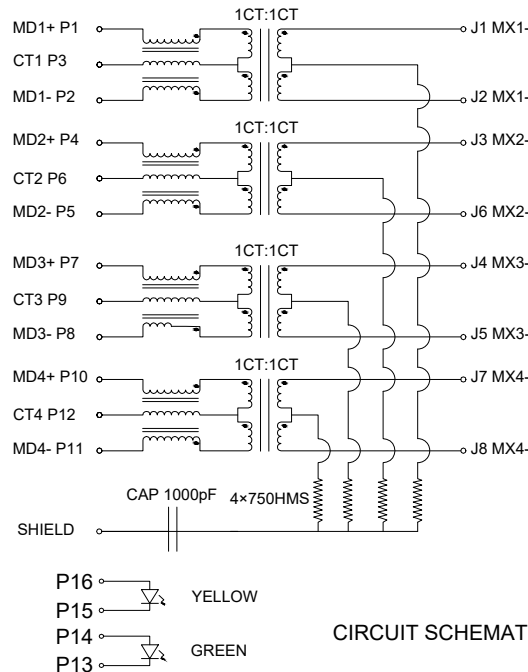 1CT:1CT
MD1+ P1
J1 MX1-
CT1 P3
MD1- P2
J2 MX1-
1CT:1CT
MD2+ P4
J3 MX2-
CT2 P6
MD2- P5
J6 MX2-
1CT:1CT
MD3+ P7
J4 MX3-
CT3 P9
MD3- P8
J5 MX3-
1CT:1CT
MD4+ P10
J7 MX4-
CT4 P12
MD4- P11
J8 MX4-
CAP 1000pF
4×750HMS
SHIELD
P16
YELLOW
P15
P14
GREEN
P13
CIRCUIT SCHEMAT